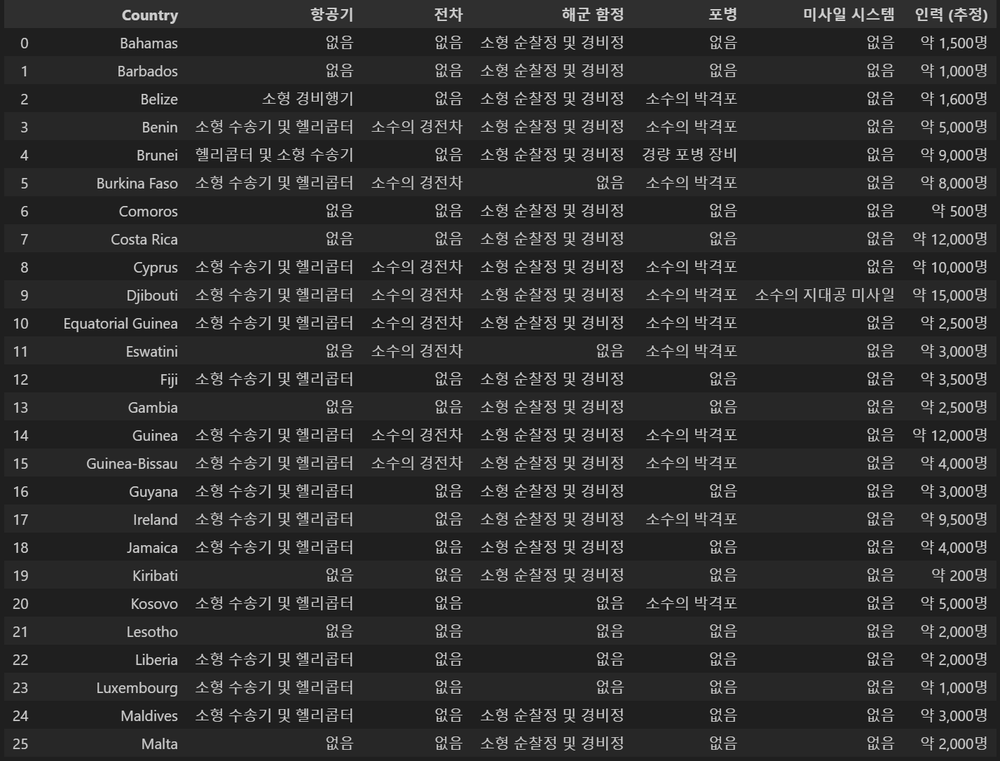 Country 항공기 전차 해군 함정 포병 미사일 시스템 인력 (추정)
0 Bahamas 없음 없음 소형 순찰정 및 경비정 없음 없음 약 1,500명
1 Barbados 없음 없음 소형 순찰정 및 경비정 없음 없음 약 1,000명
2 Belize 소형 경비행기 없음 소형 순찰정 및 경비정 소수의 박격포 없음 약 1,600명
3 Benin 소형 수송기 및 헬리콥터 소수의 경전차 소형 순찰정 및 경비정 소수의 박격포 없음 약 5,000명
4 Brunei 헬리콥터 및 소형 수송기 없음 소형 순찰정 및 경비정 경량 포병 장비 없음 약 9,000명
5 Burkina Faso 소형 수송기 및 헬리콥터 소수의 경전차 없음 소수의 박격포 없음 약 8,000명
6 Comoros 없음 없음 소형 순찰정 및 경비정 없음 없음 약 500명
7 Costa Rica 없음 없음 소형 순찰정 및 경비정 없음 없음 약 12,000명
8 Cyprus 소형 수송기 및 헬리콥터 소수의 경전차 소형 순찰정 및 경비정 소수의 박격포 없음 약 10,000명
9 Djibouti 소형 수송기 및 헬리콥터 소수의 경전차 소형 순찰정 및 경비정 소수의 박격포 소수의 지대공 미사일 약 15,000명
10 Equatorial Guinea 소형 수송기 및 헬리콥터 소수의 경전차 소형 순찰정 및 경비정 소수의 박격포 없음 약 2,500명
11 Eswatini 없음 소수의 경전차 없음 소수의 박격포 없음 약 3,000명
12 Fiji 소형 수송기 및 헬리콥터 없음 소형 순찰정 및 경비정 없음 없음 약 3,500명
13 Gambia 없음 없음 소형 순찰정 및 경비정 없음 없음 약 2,500명
14 Guinea 소형 수송기 및 헬리콥터 소수의 경전차 소형 순찰정 및 경비정 소수의 박격포 없음 약 12,000명
15 Guinea-Bissau 소형 수송기 및 헬리콥터 소수의 경전차 소형 순찰정 및 경비정 소수의 박격포 없음 약 4,000명
16 Guyana 소형 수송기 및 헬리콥터 없음 소형 순찰정 및 경비정 없음 없음 약 3,000명
17 Ireland 소형 수송기 및 헬리콥터 없음 소형 순찰정 및 경비정 소수의 박격포 없음 약 9,500명
18 Jamaica 소형 수송기 및 헬리콥터 없음 소형 순찰정 및 경비정 없음 없음 약 4,000명
19 Kiribati 없음 없음 소형 순찰정 및 경비정 없음 없음 약 200명
20 Kosovo 소형 수송기 및 헬리콥터 없음 없음 소수의 박격포 없음 약 5,000명
21 Lesotho 없음 없음 없음 없음 없음 약 2,000명
22 Liberia 소형 수송기 및 헬리콥터 없음 없음 없음 없음 약 2,000명
23 Luxembourg 소형 수송기 및 헬리콥터 없음 없음 없음 없음 약 1,000명
24 Maldives 소형 수송기 및 헬리콥터 없음 소형 순찰정 및 경비정 없음 없음 약 3,000명
25 Malta 없음 없음 소형 순찰정 및 경비정 없음 없음 약 2,000명